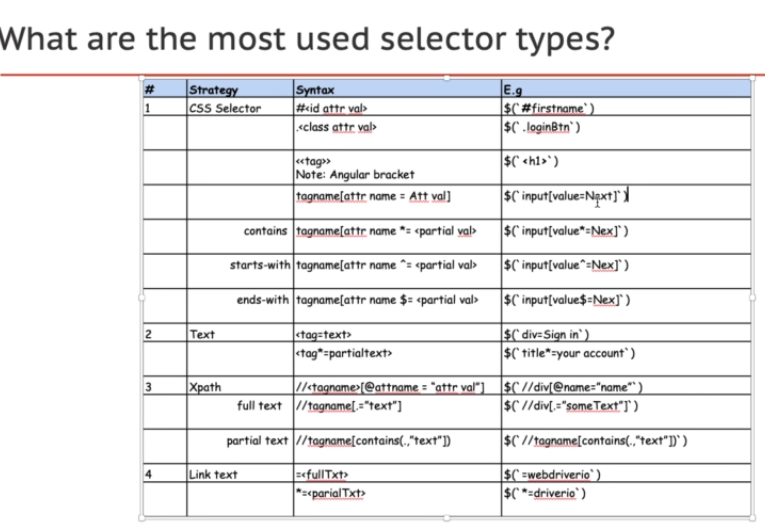 What are the most used selector types?
# Strategy Syntax E.g
1 CSS Selector #<id attr val> $(`#firstname`)
.<class attr val> $(`.loginBtn`)
<<tag>> $(`<h1>`)
Note: Angular bracket
tagname[attr name = Att val] $(`input[value=Next]`)
contains tagname[attr name *= <partial val> $(`input[value*=Nex]`)
starts-with tagname[attr name ^= <partial val> $(`input[value^=Nex]`)
ends-with tagname[attr name $= <partial val> $(`input[value$=Nex]`)
2 Text <tag=text> $(`div=Sign in`)
<tag*=partialtext> $(`title*=your account`)
3 Xpath //<tagname>[@attname = "attr val"] $(`//div[@name="name"`)
full text //tagname[.="text"] $(`//div[.="someText"]`)
partial text //tagname[contains(.,"text"]) $(`//tagname[contains(.,"text"])`)
4 Link text =<fullTxt> $(`=webdriverio`)
*=<parialTxt> $(`*=driverio`)